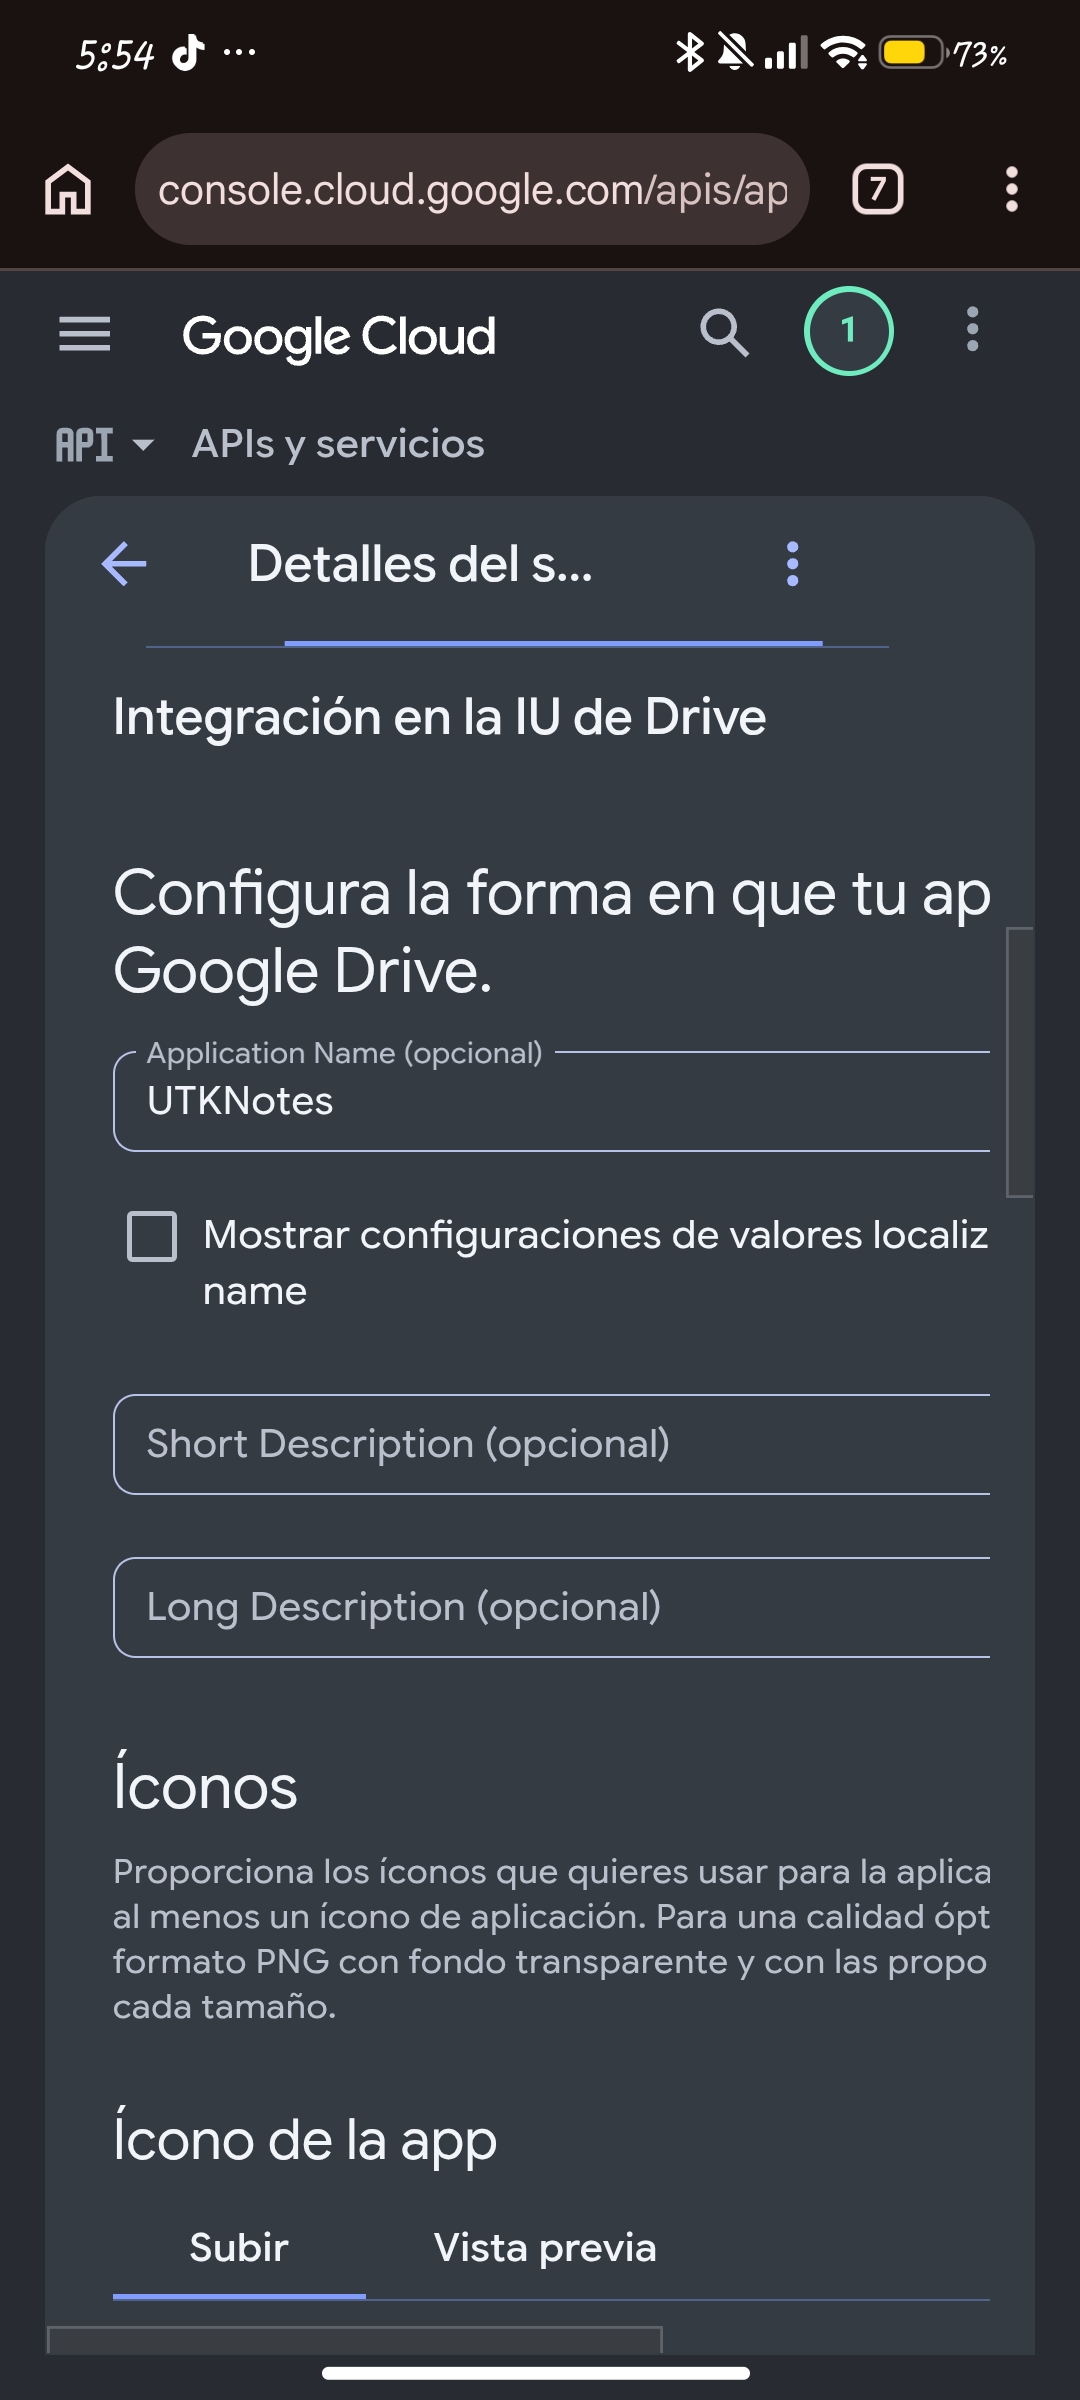 5:54 ... 73%
console.cloud.google.com/apis/ap 7
Google Cloud 1
API APIs y servicios
Detalles del s...
Integración en la IU de Drive
Configura la forma en que tu ap
Google Drive.
Application Name (opcional)
UTKNotes
Mostrar configuraciones de valores localiz
name
Short Description (opcional)
Long Description (opcional)
Íconos
Proporciona los íconos que quieres usar para la aplica
al menos un ícono de aplicación. Para una calidad ópt
formato PNG con fondo transparente y con las propo
cada tamaño.
Ícono de la app
Subir Vista previa